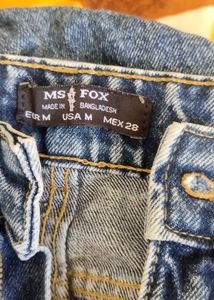 MS FOX
MADE IN BANGLADESH
EUR M USA M MEX 28